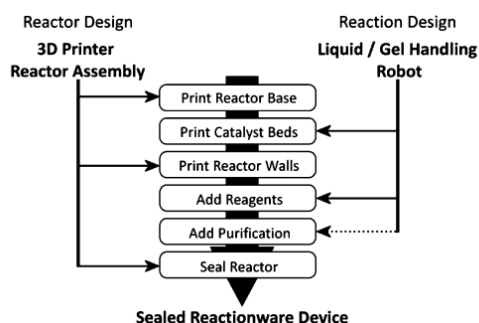 Reactor Design
3D Printer
Reactor Assembly
Reaction Design
Liquid / Gel Handling
Robot
Print Reactor Base
Print Catalyst Beds
Print Reactor Walls
Add Reagents
Add Purification
Seal Reactor
Sealed Reactionware Device